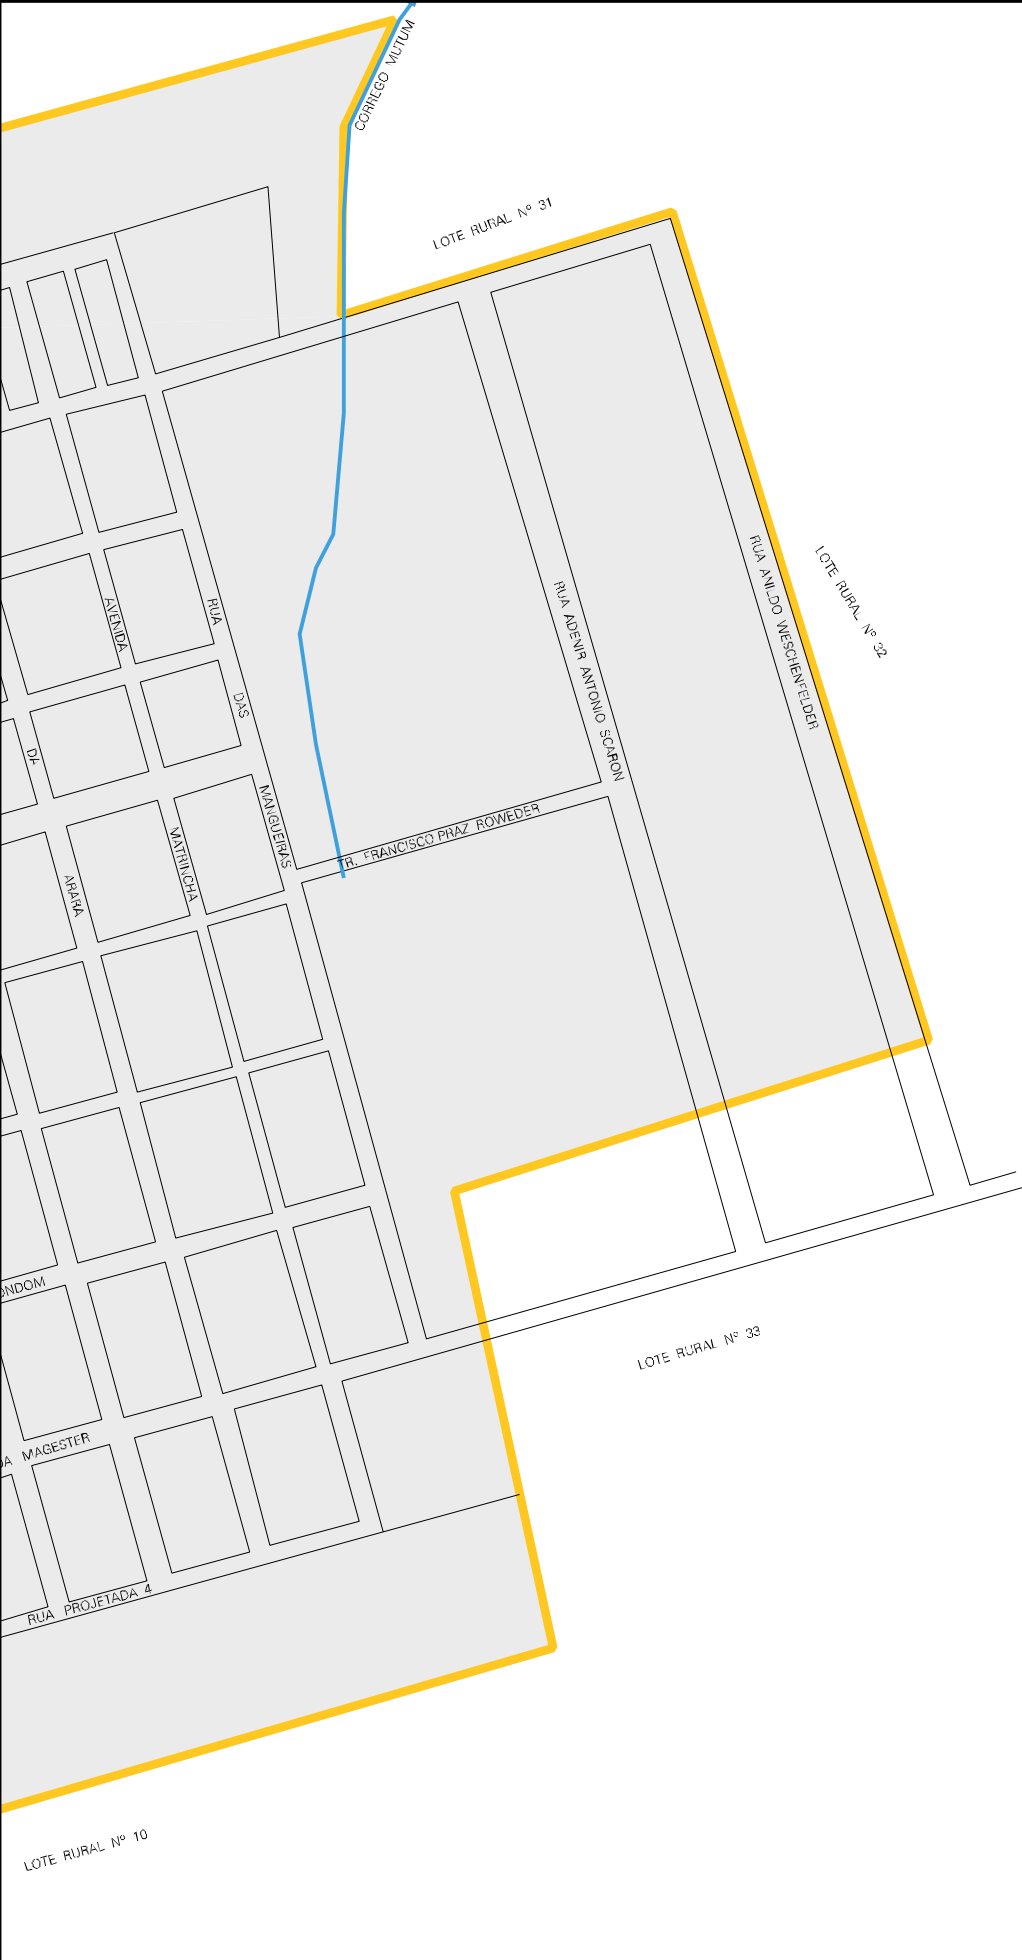 CORREGO MUTUM
LOTE RURAL Nº 31
RUA ANILDO WESCHENFELDER
LOTE RURAL Nº 32
RUA ADENIR ANTONIO SCARON
AVENIDA
RUA
DAS
MANGUEIRAS
DA
MATRINCHA
ARARA
TR. FRANCISCO PRAZ ROWEDER
ONDOM
LOTE RURAL Nº 33
MAGESTER
RUA PROJETADA 4
LOTE RURAL Nº 10